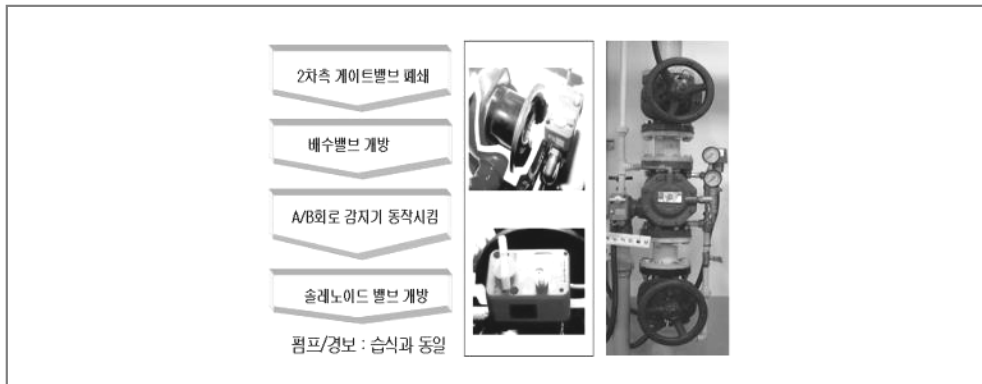 2차측 게이트밸브 폐쇄
배수밸브 개방
A/B회로 감지기 동작시킴
솔레노이드 밸브 개방
펌프/경보 : 습식과 동일